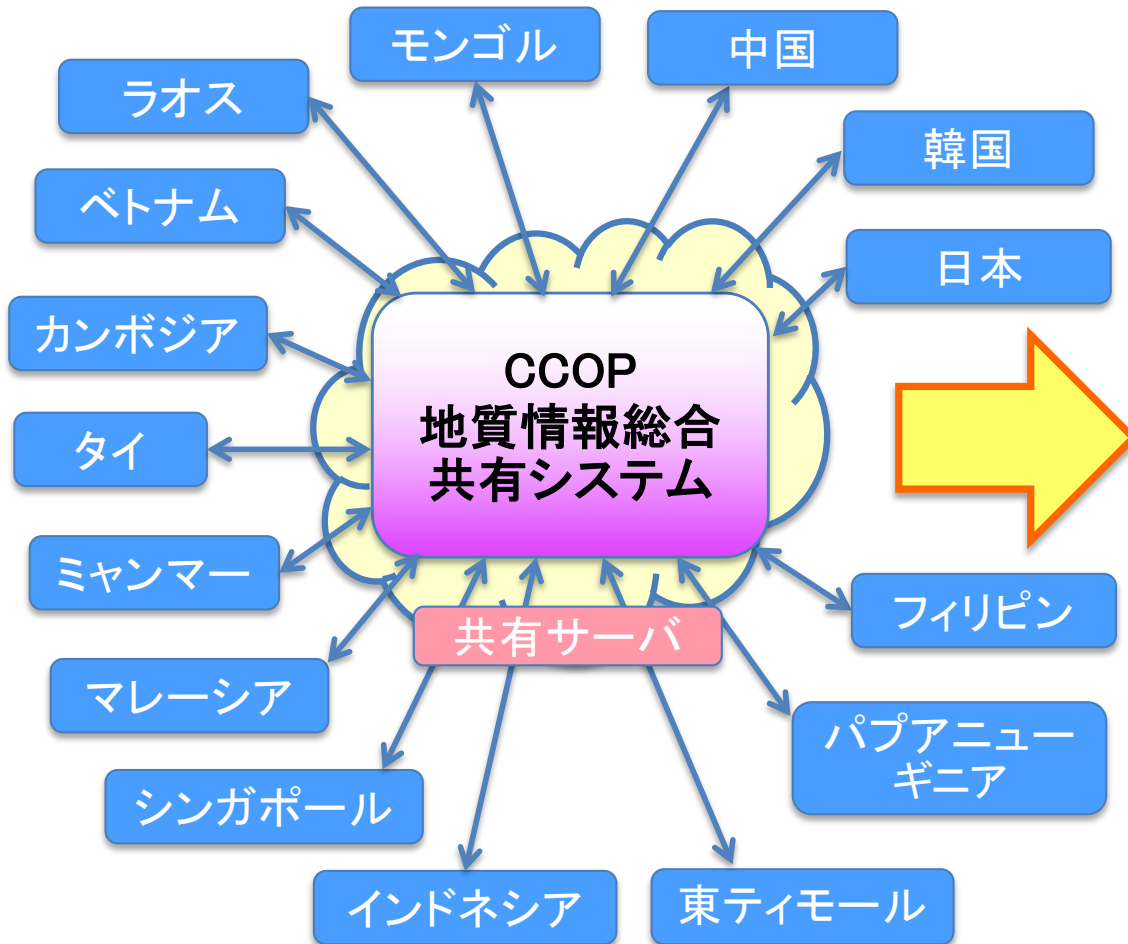 モンゴル
中国
ラオス
韓国
ベトナム
日本
カンボジア
CCOP
地質情報総合
共有システム
タイ
ミャンマー
フィリピン
共有サーバ
マレーシア
パプアニュー
ギニア
シンガポール
インドネシア
東ティモール